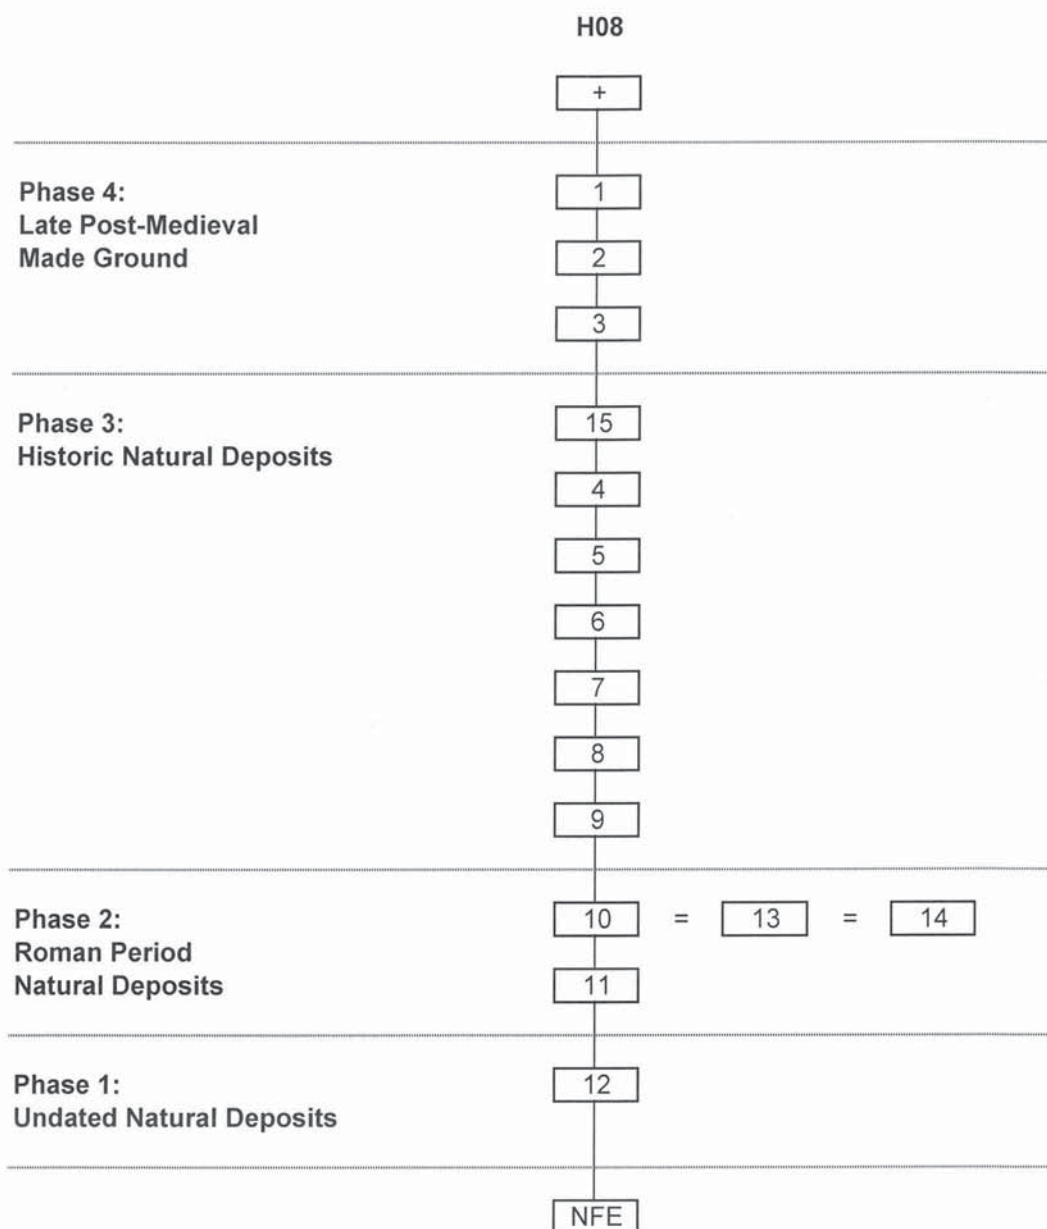 H08
+
Phase 4:
Late Post-Medieval
Made Ground
1
2
3
Phase 3:
Historic Natural Deposits
15
4
5
6
7
8
9
Phase 2:
Roman Period
Natural Deposits
10 = 13 = 14
11
Phase 1:
Undated Natural Deposits
12
NFE